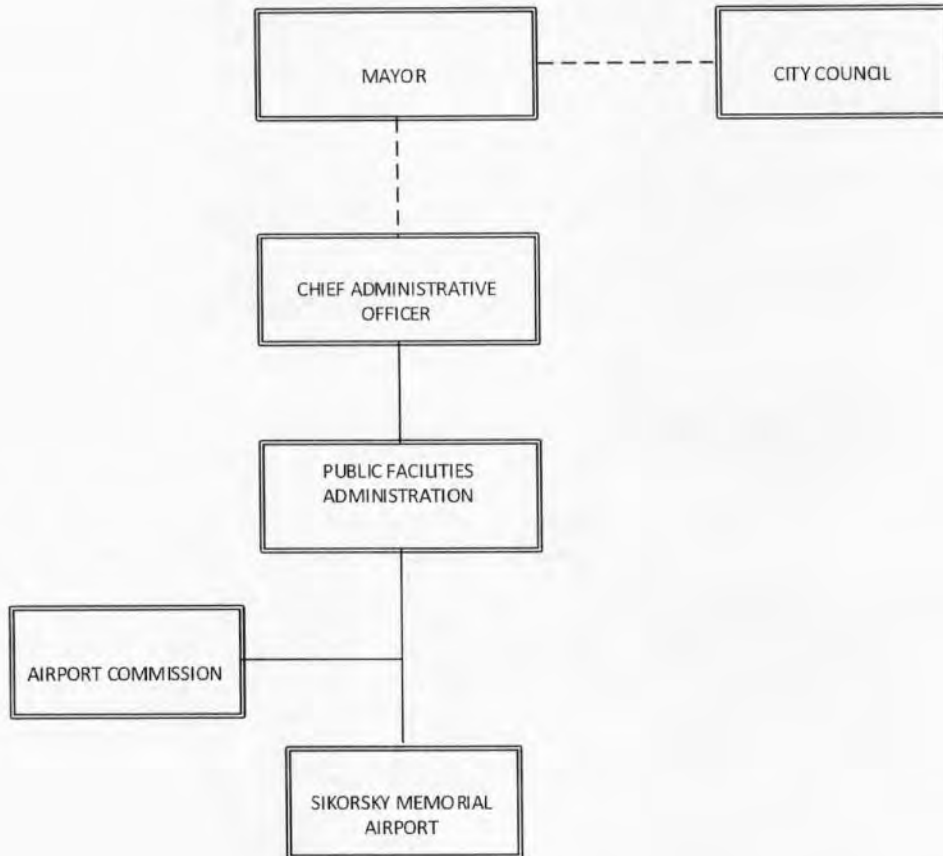 MAYOR
CITY COUNCIL
CHIEF ADMINISTRATIVE
OFFICER
PUBLIC FACILITIES
ADMINISTRATION
AIRPORT COMMISSION
SIKORSKY MEMORIAL
AIRPORT